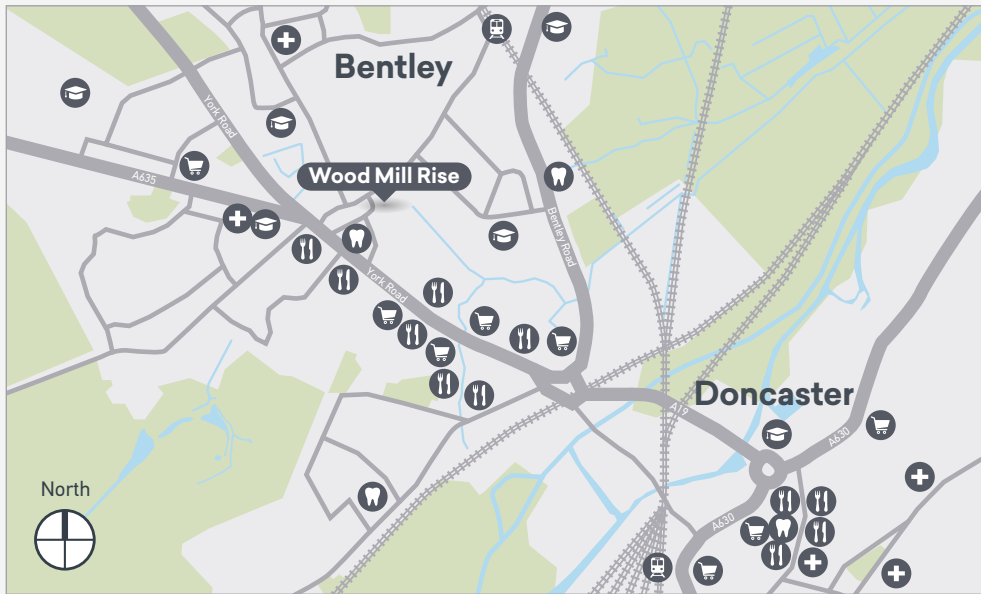 Bentley
York Road
A635
Wood Mill Rise
Bentley Road
York Road
Doncaster
A19
A630
North
A630